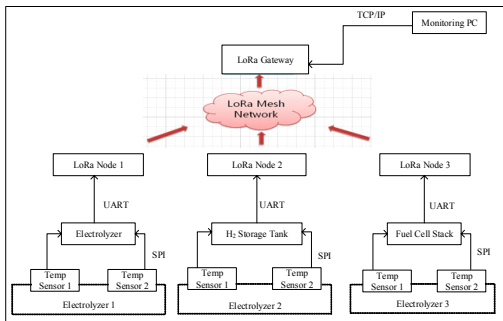 TCP/IP
Monitoring PC
LoRa Gateway
LoRa Mesh
Network
LoRa Node 1
LoRa Node 2
LoRa Node 3
UART
UART
UART
Electrolyzer
H₂ Storage Tank
Fuel Cell Stack
SPI
SPI
SPI
Temp
Sensor 1
Temp
Sensor 2
Temp
Sensor 1
Temp
Sensor 2
Temp
Sensor 1
Temp
Sensor 2
Electrolyzer 1
Electrolyzer 2
Electrolyzer 3